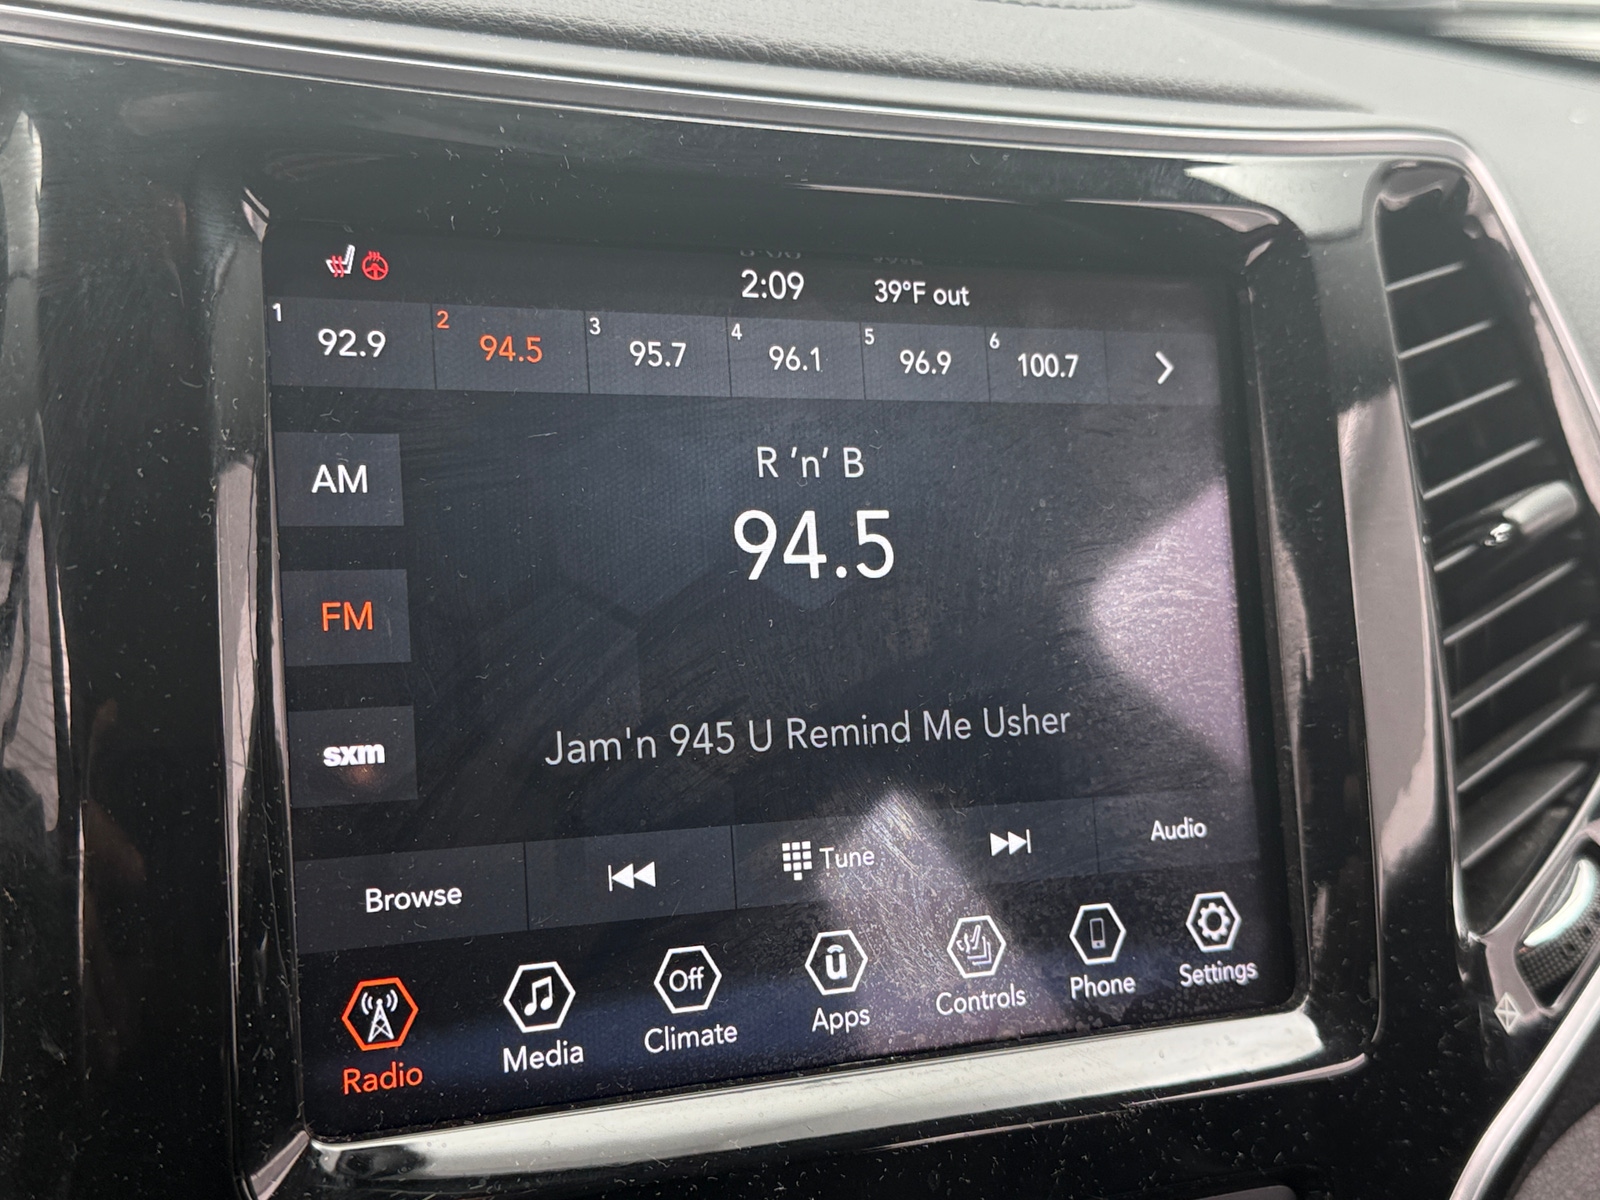 2:09 39°F out
1 92.9 2 94.5 3 95.7 4 96.1 5 96.9 6 100.7
AM
R 'n' B
94.5
FM
Jam'n 945 U Remind Me Usher
sxm
Browse Tune Audio
Off
ū
Radio Media Climate Apps Controls Phone Settings